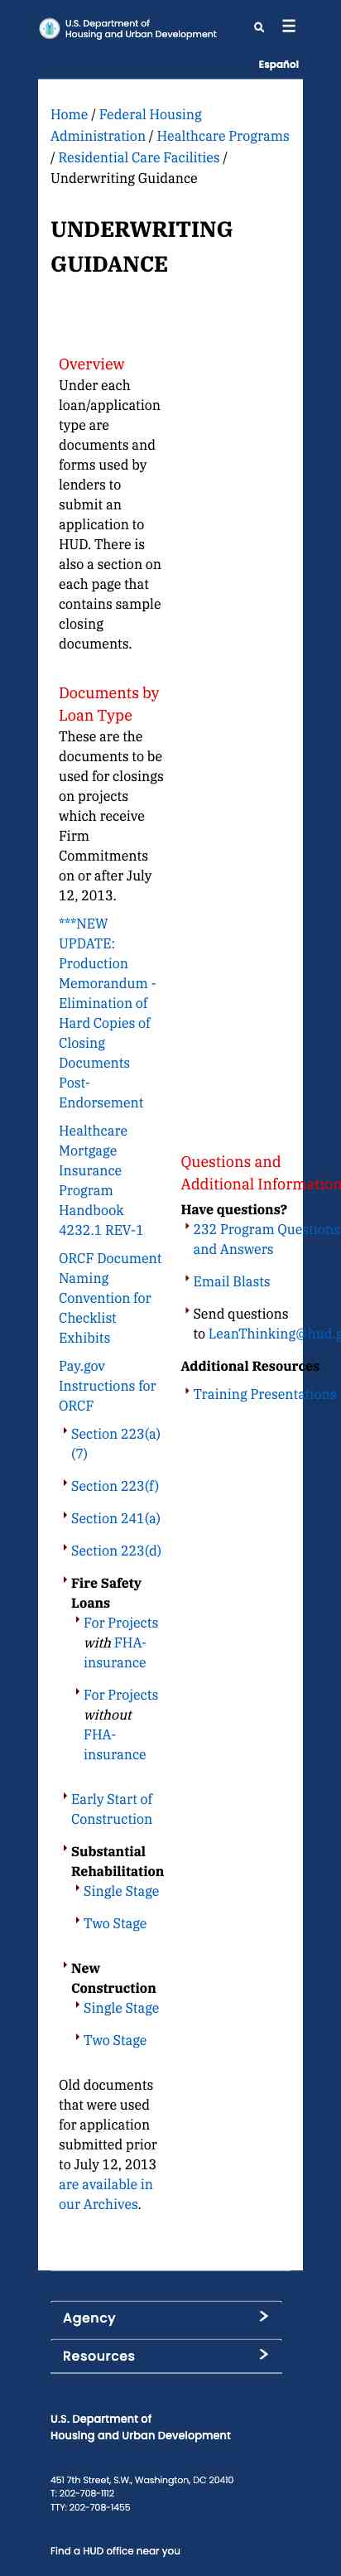 U.S. Department of
Housing and Urban Development
Español
Home / Federal Housing
Administration / Healthcare Programs
/ Residential Care Facilities /
Underwriting Guidance
UNDERWRITING
GUIDANCE
Overview
Under each
loan/application
type are
documents and
forms used by
lenders to
submit an
application to
HUD. There is
also a section on
each page that
contains sample
closing
documents.
Documents by
Loan Type
These are the
documents to be
used for closings
on projects
which receive
Firm
Commitments
on or after July
12, 2013.
***NEW
UPDATE:
Production
Memorandum -
Elimination of
Hard Copies of
Closing
Documents
Post-
Endorsement
Healthcare
Mortgage
Insurance
Program
Handbook
4232.1 REV-1
ORCF Document
Naming
Convention for
Checklist
Exhibits
Pay.gov
Instructions for
ORCF
Section 223(a)
(7)
Section 223(f)
Section 241(a)
Section 223(d)
Fire Safety
Loans
For Projects
with FHA-
insurance
For Projects
without
FHA-
insurance
Early Start of
Construction
Substantial
Rehabilitation
Single Stage
Two Stage
New
Construction
Single Stage
Two Stage
Old documents
that were used
for application
submitted prior
to July 12, 2013
are available in
our Archives.
Questions and
Additional Information
Have questions?
232 Program Questions
and Answers
Email Blasts
Send questions
to LeanThinking@hud.g
Additional Resources
Training Presentations
Agency
Resources
U.S. Department of
Housing and Urban Development
451 7th Street, S.W., Washington, DC 20410
T: 202-708-1112
TTY: 202-708-1455
Find a HUD office near you